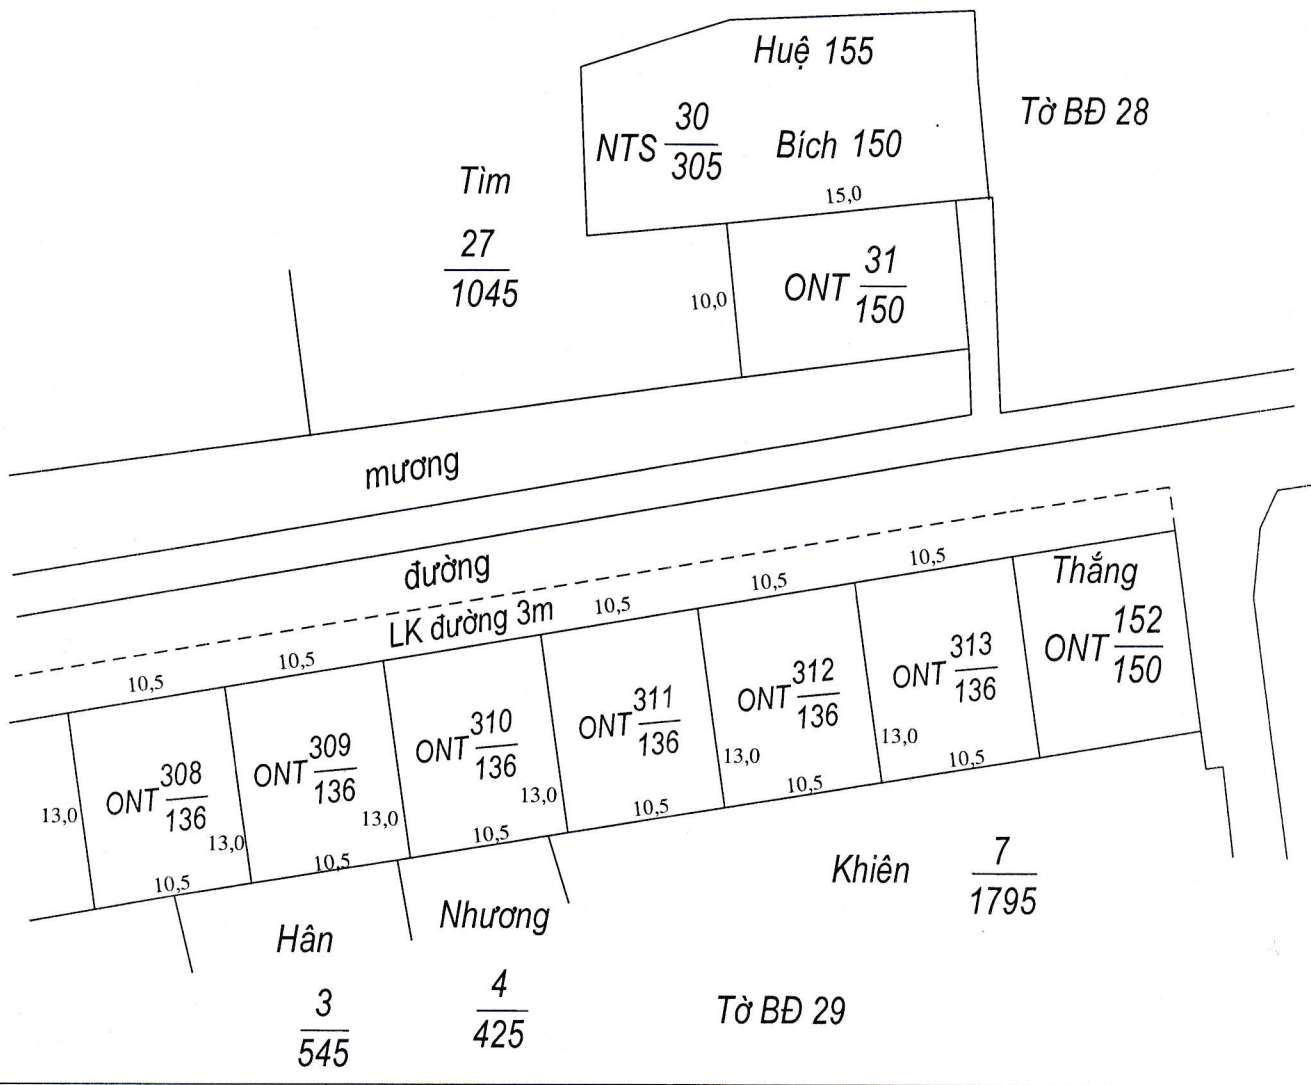 Huệ 155
Tờ BĐ 28
NTS 30/305
Bích 150
Tìm
15,0
27/1045
ONT 31/150
10,0
mương
đường
LK đường 3m
10,5
10,5
10,5
10,5
10,5
Thắng
ONT 152/150
ONT 313/136
ONT 312/136
ONT 311/136
ONT 310/136
ONT 309/136
ONT 308/136
13,0
13,0
13,0
13,0
13,0
13,0
10,5
10,5
10,5
10,5
10,5
10,5
Khiên
7/1795
Nhương
Hân
4/425
3/545
Tờ BĐ 29